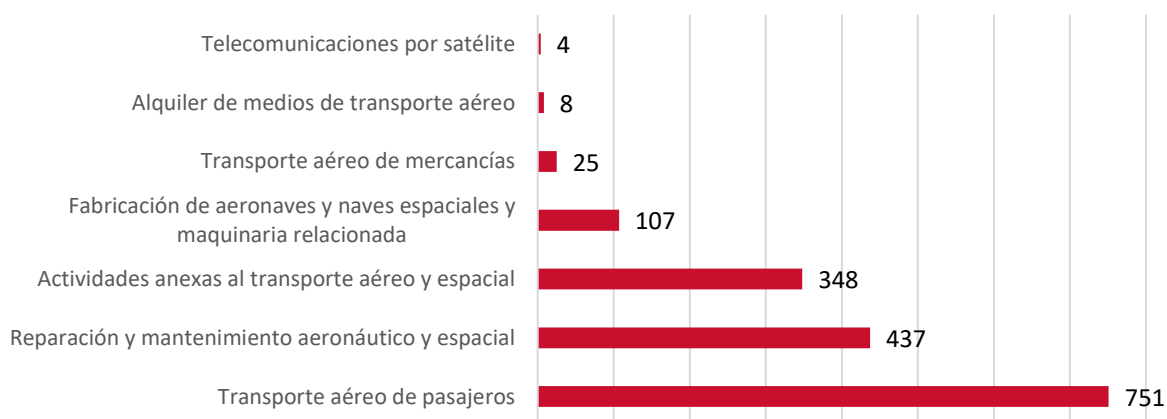 Telecomunicaciones por satélite
4
Alquiler de medios de transporte aéreo
8
Transporte aéreo de mercancías
25
Fabricación de aeronaves y naves espaciales y
maquinaria relacionada
107
Actividades anexas al transporte aéreo y espacial
348
Reparación y mantenimiento aeronáutico y espacial
437
Transporte aéreo de pasajeros
751